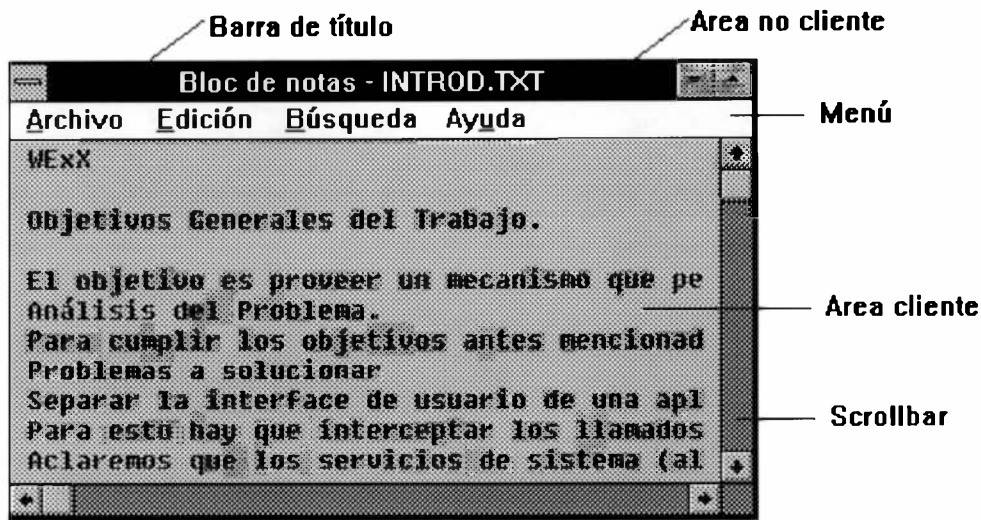 Barra de título
Area no cliente
Bloc de notas - INTROD.TXT
Archivo Edición Búsqueda Ayuda
Menú
WExX
Objetivos Generales del Trabajo.
El objetivo es proveer un mecanismo que pe
Análisis del Problema.
Area cliente
Para cumplir los objetivos antes mencionad
Problemas a solucionar
Separar la interface de usuario de una apl
Scrollbar
Para esto hay que interceptar los llamados
Aclaremos que los servicios de sistema (al